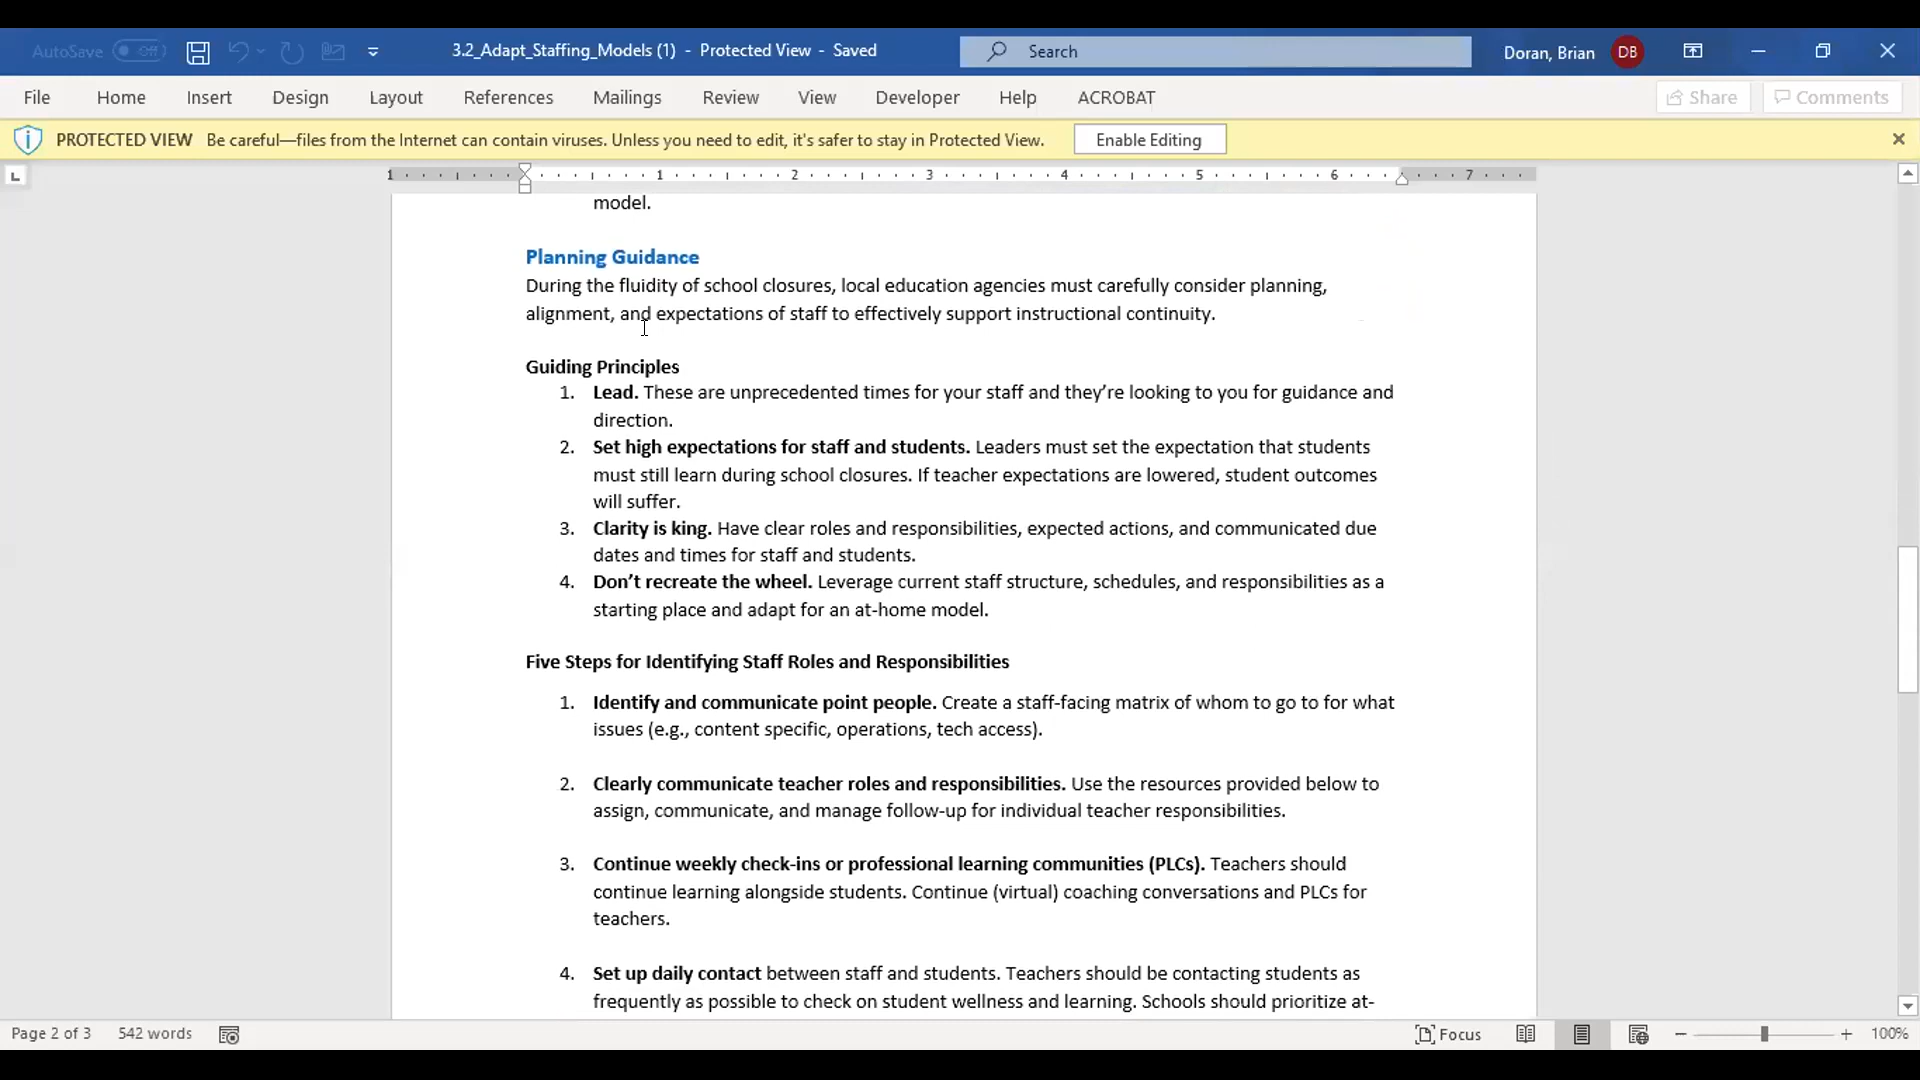 AutoSave Off 3.2_Adapt_Staffing_Models (1) - Protected View - Saved Search Doran, Brian DB
File Home Insert Design Layout References Mailings Review View Developer Help ACROBAT Share Comments
PROTECTED VIEW Be careful—files from the Internet can contain viruses. Unless you need to edit, it's safer to stay in Protected View. Enable Editing
L 1 1 2 3 4 5 6 7
model.
Planning Guidance
During the fluidity of school closures, local education agencies must carefully consider planning,
alignment, and expectations of staff to effectively support instructional continuity.
Guiding Principles
1. Lead. These are unprecedented times for your staff and they’re looking to you for guidance and
direction.
2. Set high expectations for staff and students. Leaders must set the expectation that students
must still learn during school closures. If teacher expectations are lowered, student outcomes
will suffer.
3. Clarity is king. Have clear roles and responsibilities, expected actions, and communicated due
dates and times for staff and students.
4. Don’t recreate the wheel. Leverage current staff structure, schedules, and responsibilities as a
starting place and adapt for an at-home model.
Five Steps for Identifying Staff Roles and Responsibilities
1. Identify and communicate point people. Create a staff-facing matrix of whom to go to for what
issues (e.g., content specific, operations, tech access).
2. Clearly communicate teacher roles and responsibilities. Use the resources provided below to
assign, communicate, and manage follow-up for individual teacher responsibilities.
3. Continue weekly check-ins or professional learning communities (PLCs). Teachers should
continue learning alongside students. Continue (virtual) coaching conversations and PLCs for
teachers.
4. Set up daily contact between staff and students. Teachers should be contacting students as
frequently as possible to check on student wellness and learning. Schools should prioritize at-
Page 2 of 3 542 words Focus 100%